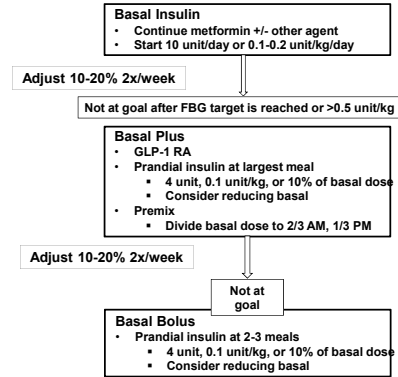 Basal Insulin
• Continue metformin +/- other agent
• Start 10 unit/day or 0.1-0.2 unit/kg/day
Adjust 10-20% 2x/week
Not at goal after FBG target is reached or >0.5 unit/kg
Basal Plus
• GLP-1 RA
• Prandial insulin at largest meal
▪ 4 unit, 0.1 unit/kg, or 10% of basal dose
▪ Consider reducing basal
• Premix
▪ Divide basal dose to 2/3 AM, 1/3 PM
Adjust 10-20% 2x/week
Not at
goal
Basal Bolus
• Prandial insulin at 2-3 meals
▪ 4 unit, 0.1 unit/kg, or 10% of basal dose
▪ Consider reducing basal